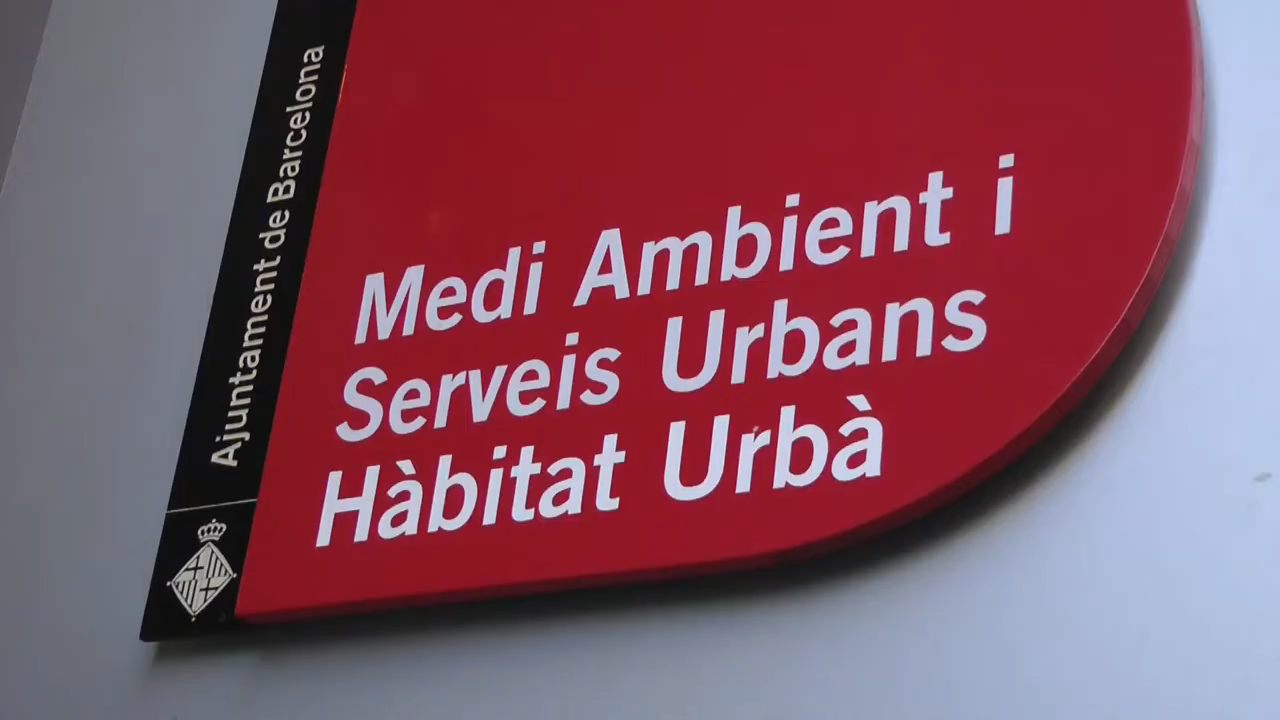 Ajuntament de Barcelona
Medi Ambient i
Serveis Urbans
Hàbitat Urbà